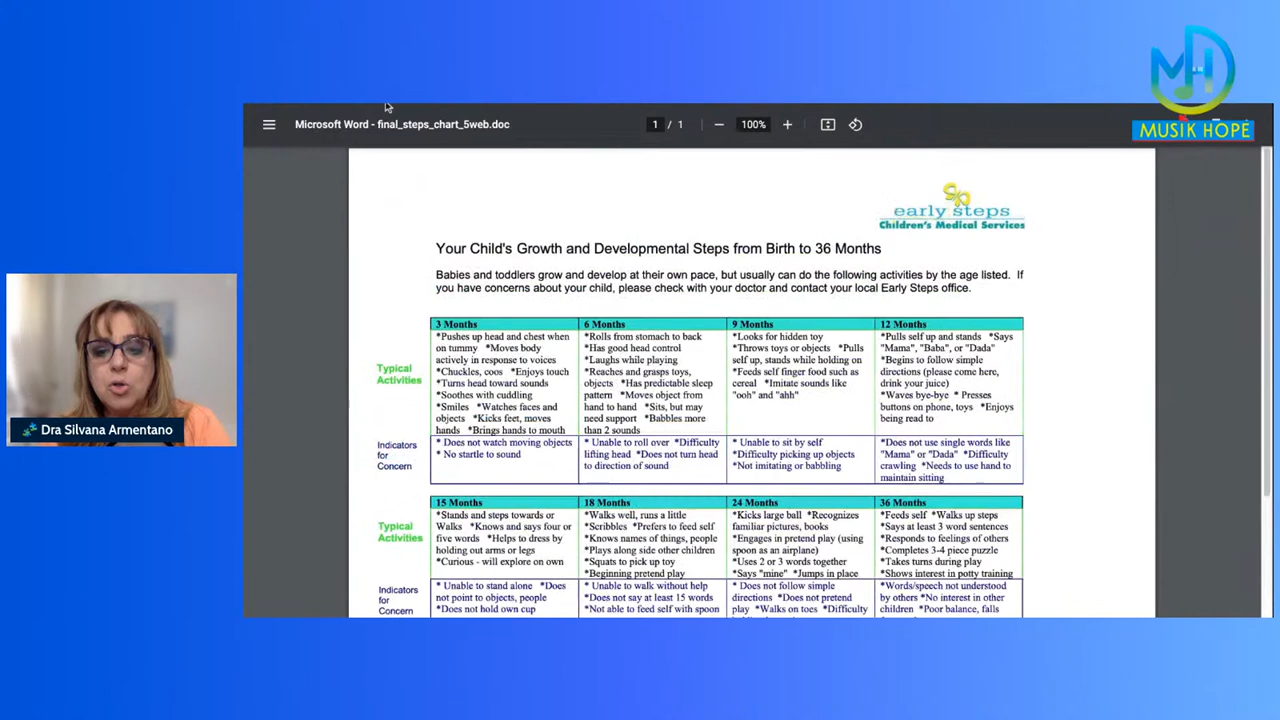 MH
MUSIK HOPE
Microsoft Word - final_steps_chart_5web.doc
1 / 1
100%
early steps
Children's Medical Services
Your Child's Growth and Developmental Steps from Birth to 36 Months
Babies and toddlers grow and develop at their own pace, but usually can do the following activities by the age listed. If
you have concerns about your child, please check with your doctor and contact your local Early Steps office.
Typical
Activities
3 Months
*Pushes up head and chest when
on tummy *Moves body
actively in response to voices
*Chuckles, coos *Enjoys touch
*Turns head toward sounds
*Soothes with cuddling
*Smiles *Watches faces and
objects *Kicks feet, moves
hands *Brings hands to mouth
6 Months
*Rolls from stomach to back
*Has good head control
*Laughs while playing
*Reaches and grasps toys,
objects *Has predictable sleep
pattern *Moves object from
hand to hand *Sits, but may
need support *Babbles more
than 2 sounds
9 Months
*Looks for hidden toy
*Throws toys or objects *Pulls
self up, stands while holding on
*Feeds self finger food such as
cereal *Imitate sounds like
"ooh" and "ahh"
12 Months
*Pulls self up and stands *Says
"Mama", "Baba", or "Dada"
*Begins to follow simple
directions (please come here,
drink your juice)
*Waves bye-bye * Presses
buttons on phone, toys *Enjoys
being read to
Indicators
for
Concern
* Does not watch moving objects
* No startle to sound
* Unable to roll over *Difficulty
lifting head *Does not turn head
to direction of sound
* Unable to sit by self
*Difficulty picking up objects
*Not imitating or babbling
*Does not use single words like
"Mama" or "Dada" *Difficulty
crawling *Needs to use hand to
maintain sitting
Typical
Activities
15 Months
*Stands and steps towards or
Walks *Knows and says four or
five words *Helps to dress by
holding out arms or legs
*Curious - will explore on own
18 Months
*Walks well, runs a little
*Scribbles *Prefers to feed self
*Knows names of things, people
*Plays along side other children
*Squats to pick up toy
*Beginning pretend play
24 Months
*Kicks large ball *Recognizes
familiar pictures, books
*Engages in pretend play (using
spoon as an airplane)
*Uses 2 or 3 words together
*Says "mine" *Jumps in place
36 Months
*Feeds self *Walks up steps
*Says at least 3 word sentences
*Responds to feelings of others
*Completes 3-4 piece puzzle
*Takes turns during play
*Shows interest in potty training
Indicators
for
Concern
* Unable to stand alone *Does
not point to objects, people
*Does not hold own cup
* Unable to walk without help
*Does not say at least 15 words
*Not able to feed self with spoon
* Does not follow simple
directions *Does not pretend
play *Walks on toes *Difficulty
*Words/speech not understood
by others *No interest in other
children *Poor balance, falls
Dra Silvana Armentano